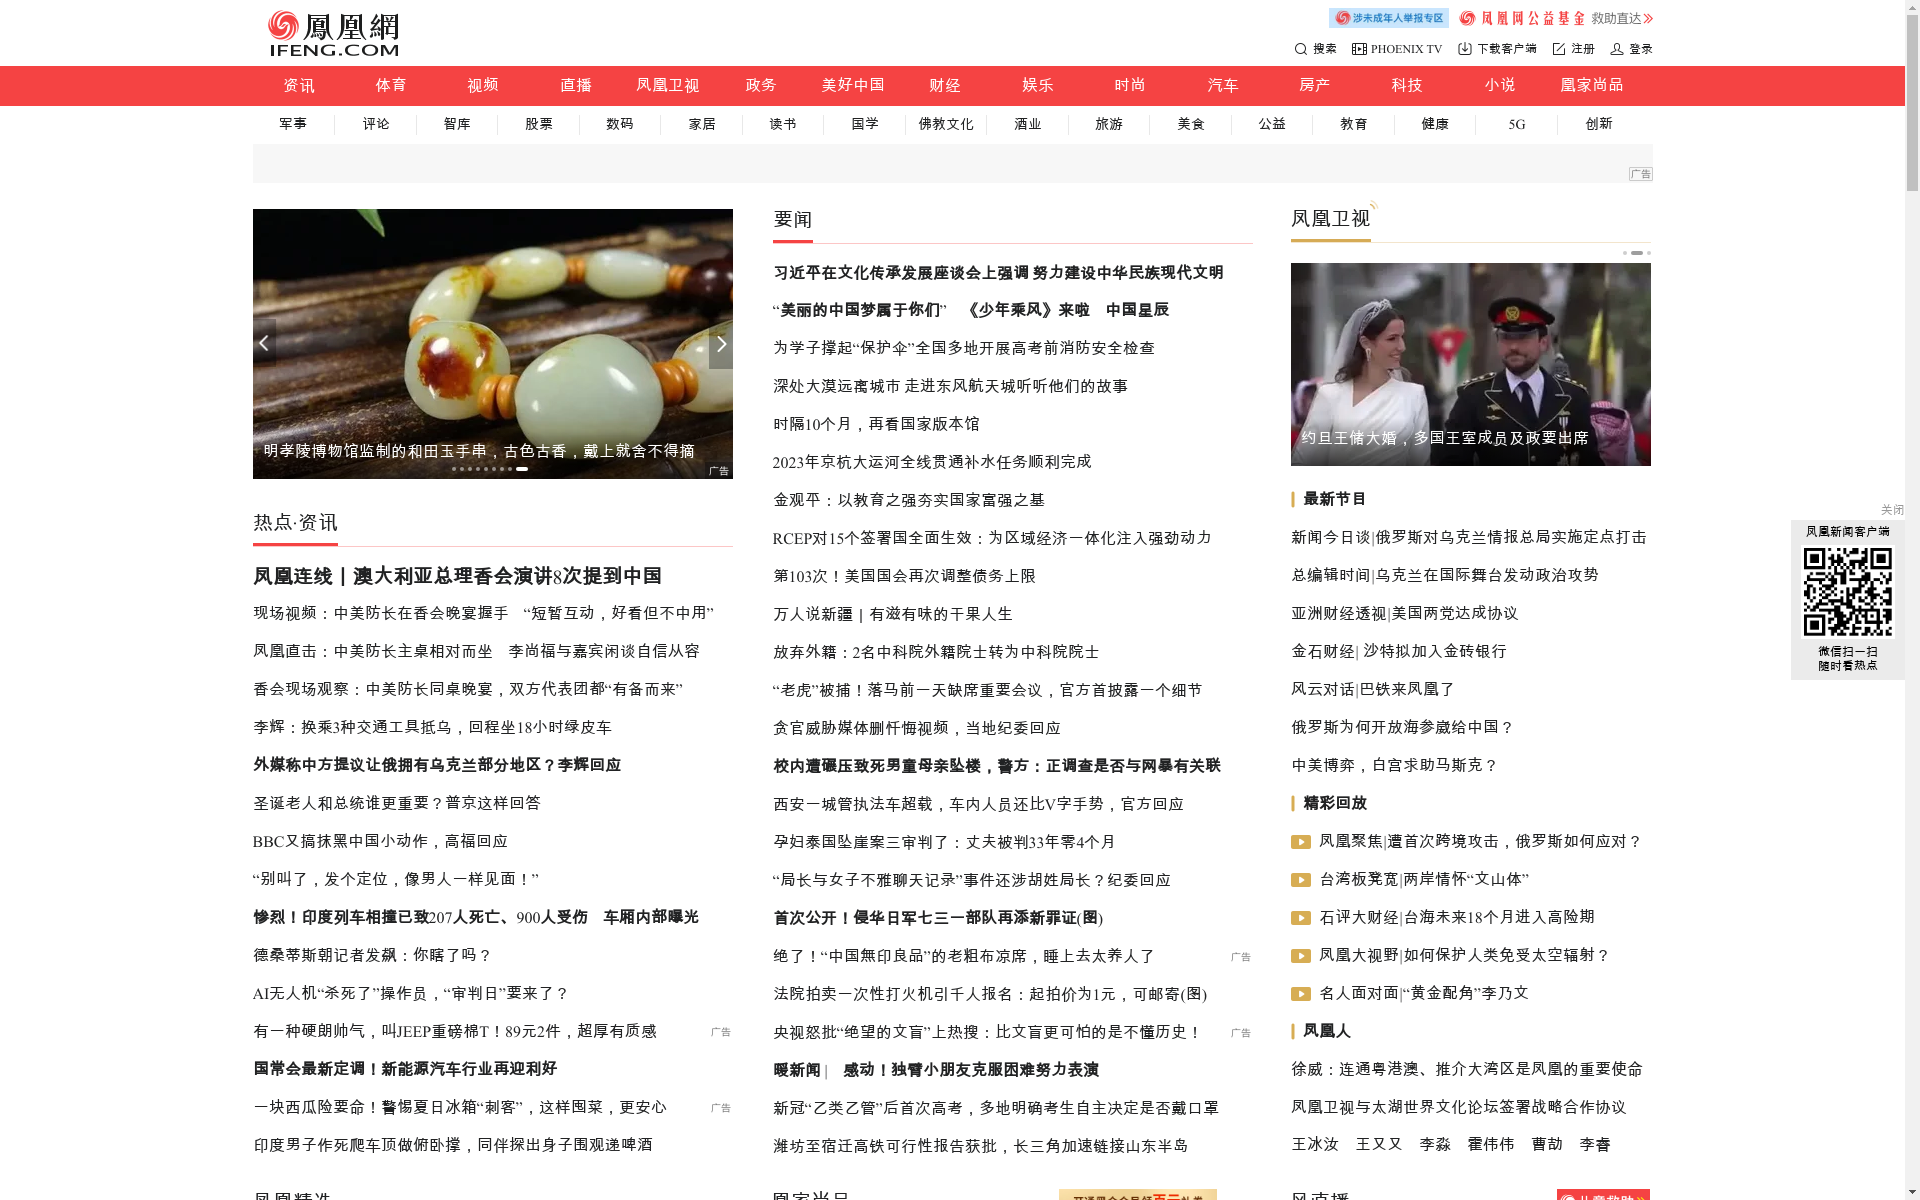 鳳凰網
IFENG.COM
涉未成年人举报专区
凤凰网公益基金 救助直达
搜索 PHOENIX TV 下载客户端 注册 登录
资讯 体育 视频 直播 凤凰卫视 政务 美好中国 财经 娱乐 时尚 汽车 房产 科技 小说 凰家尚品
军事 评论 智库 股票 数码 家居 读书 国学 佛教文化 酒业 旅游 美食 公益 教育 健康 5G 创新
广告
明孝陵博物馆监制的和田玉手串，古色古香，戴上就舍不得摘
广告
热点·资讯
凤凰连线｜澳大利亚总理香会演讲8次提到中国
现场视频：中美防长在香会晚宴握手　“短暂互动，好看但不中用”
凤凰直击：中美防长主桌相对而坐　李尚福与嘉宾闲谈自信从容
香会现场观察：中美防长同桌晚宴，双方代表团都“有备而来”
李辉：换乘3种交通工具抵乌，回程坐18小时绿皮车
外媒称中方提议让俄拥有乌克兰部分地区？李辉回应
圣诞老人和总统谁更重要？普京这样回答
BBC又搞抹黑中国小动作，高福回应
“别叫了，发个定位，像男人一样见面！”
惨烈！印度列车相撞已致207人死亡、900人受伤　车厢内部曝光
德桑蒂斯朝记者发飙：你瞎了吗？
AI无人机“杀死了”操作员，“审判日”要来了？
有一种硬朗帅气，叫JEEP重磅棉T！89元2件，超厚有质感
广告
国常会最新定调！新能源汽车行业再迎利好
一块西瓜险要命！警惕夏日冰箱“刺客”，这样囤菜，更安心
广告
印度男子作死爬车顶做俯卧撑，同伴探出身子围观递啤酒
凤凰精选
要闻
习近平在文化传承发展座谈会上强调 努力建设中华民族现代文明
“美丽的中国梦属于你们”　《少年乘风》来啦　中国星辰
为学子撑起“保护伞”全国多地开展高考前消防安全检查
深处大漠远离城市 走进东风航天城听听他们的故事
时隔10个月，再看国家版本馆
2023年京杭大运河全线贯通补水任务顺利完成
金观平：以教育之强夯实国家富强之基
RCEP对15个签署国全面生效：为区域经济一体化注入强劲动力
第103次！美国国会再次调整债务上限
万人说新疆｜有滋有味的干果人生
放弃外籍：2名中科院外籍院士转为中科院院士
“老虎”被捕！落马前一天缺席重要会议，官方首披露一个细节
贪官威胁媒体删忏悔视频，当地纪委回应
校内遭碾压致死男童母亲坠楼，警方：正调查是否与网暴有关联
西安一城管执法车超载，车内人员还比V字手势，官方回应
孕妇泰国坠崖案三审判了：丈夫被判33年零4个月
“局长与女子不雅聊天记录”事件还涉胡姓局长？纪委回应
首次公开！侵华日军七三一部队再添新罪证(图)
绝了！“中国無印良品”的老粗布凉席，睡上去太养人了
广告
法院拍卖一次性打火机引千人报名：起拍价为1元，可邮寄(图)
央视怒批“绝望的文盲”上热搜：比文盲更可怕的是不懂历史！
广告
暖新闻｜　感动！独臂小朋友克服困难努力表演
新冠“乙类乙管”后首次高考，多地明确考生自主决定是否戴口罩
潍坊至宿迁高铁可行性报告获批，长三角加速链接山东半岛
凰家尚品
凤凰卫视
约旦王储大婚，多国王室成员及政要出席
最新节目
新闻今日谈|俄罗斯对乌克兰情报总局实施定点打击
总编辑时间|乌克兰在国际舞台发动政治攻势
亚洲财经透视|美国两党达成协议
金石财经| 沙特拟加入金砖银行
风云对话|巴铁来凤凰了
俄罗斯为何开放海参崴给中国？
中美博弈，白宫求助马斯克？
精彩回放
凤凰聚焦|遭首次跨境攻击，俄罗斯如何应对？
台湾板凳宽|两岸情怀“文山体”
石评大财经|台海未来18个月进入高险期
凤凰大视野|如何保护人类免受太空辐射？
名人面对面|“黄金配角”李乃文
凤凰人
徐威：连通粤港澳、推介大湾区是凤凰的重要使命
凤凰卫视与太湖世界文化论坛签署战略合作协议
王冰汝　王又又　李淼　霍伟伟　曹劼　李睿
风直播
关闭
凤凰新闻客户端
微信扫一扫
随时看热点